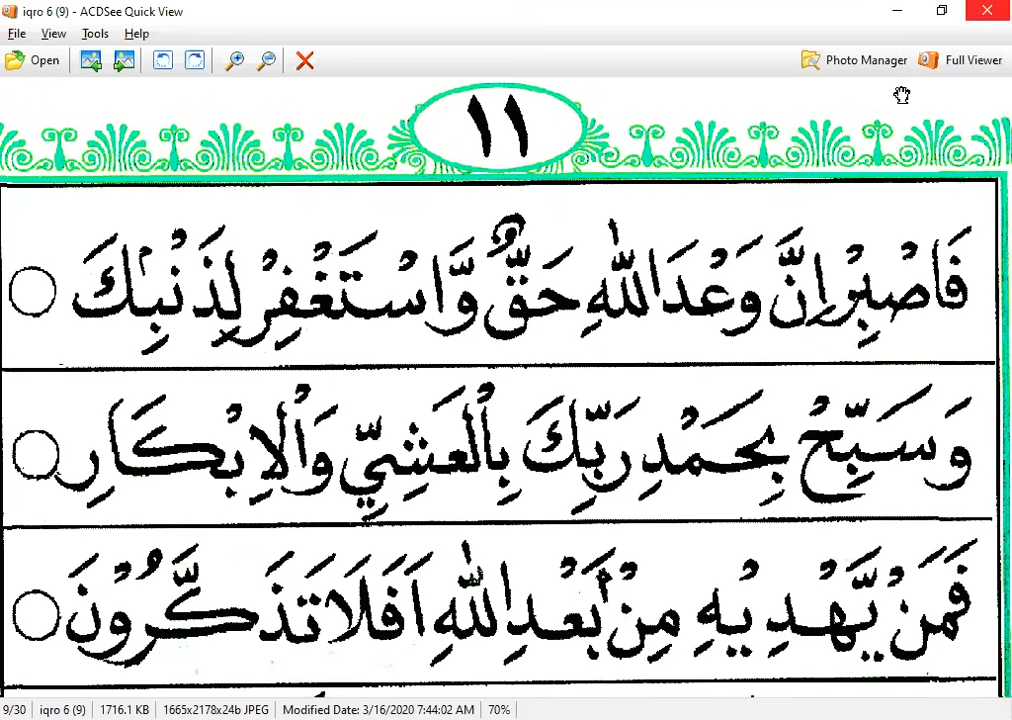 iqro 6 (9) - ACDSee Quick View
File View Tools Help
Open Photo Manager Full Viewer
١١
فَاصْبِرْ اِنَّ وَعْدَ اللّٰهِ حَقٌّ وَّاسْتَغْفِرْ لِذَنْۢبِكَ
وَسَبِّحْ بِحَمْدِ رَبِّكَ بِالْعَشِيِّ وَالْاِبْكَارِ
فَمَنْ يَّهْدِيْهِ مِنْۢ بَعْدِ اللّٰهِ اَفَلَا تَذَكَّرُوْنَ
9/30 iqro 6 (9) 1716.1 KB 1665x2178x24b JPEG Modified Date: 3/16/2020 7:44:02 AM 70%